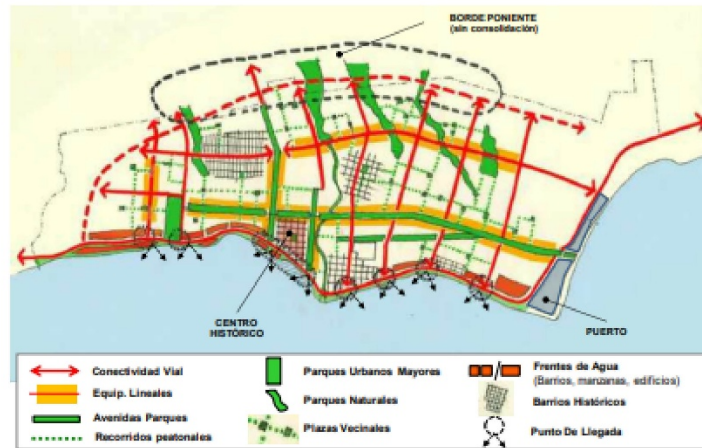 BORDE PONIENTE
(sin consolidación)
CENTRO
HISTÓRICO
PUERTO
Conectividad Vial
Equip. Lineales
Avenidas Parques
Recorridos peatonales
Parques Urbanos Mayores
Parques Naturales
Plazas Vecinales
Frentes de Agua
(Barrios, manzanas, edificios)
Barrios Históricos
Punto De Llegada